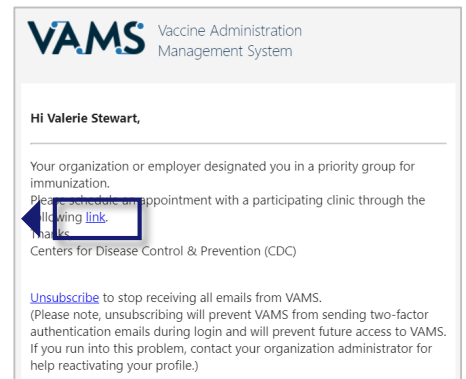 VAMS Vaccine Administration
Management System
Hi Valerie Stewart,
Your organization or employer designated you in a priority group for
immunization.
Please schedule an appointment with a participating clinic through the
following link.
Thanks
Centers for Disease Control & Prevention (CDC)
Unsubscribe to stop receiving all emails from VAMS.
(Please note, unsubscribing will prevent VAMS from sending two-factor
authentication emails during login and will prevent future access to VAMS.
If you run into this problem, contact your organization administrator for
help reactivating your profile.)